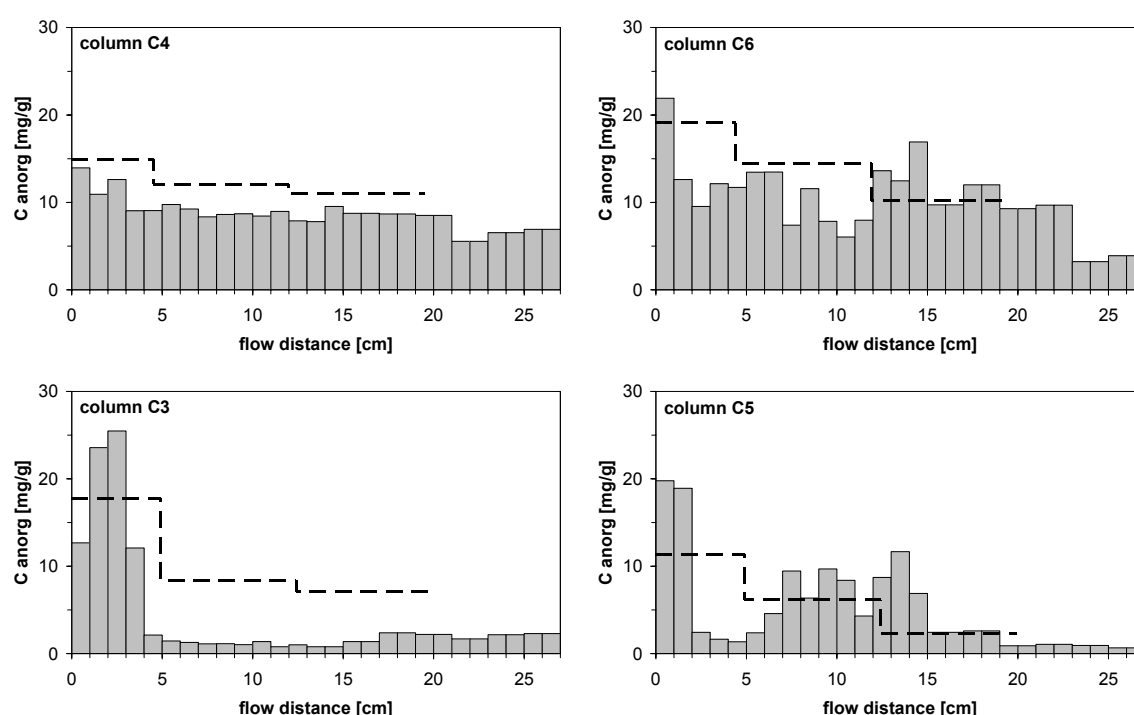 column C4
C anorg [mg/g]
30
20
10
0
0 5 10 15 20 25
flow distance [cm]
column C6
C anorg [mg/g]
30
20
10
0
0 5 10 15 20 25
flow distance [cm]
column C3
C anorg [mg/g]
30
20
10
0
0 5 10 15 20 25
flow distance [cm]
column C5
C anorg [mg/g]
30
20
10
0
0 5 10 15 20 25
flow distance [cm]